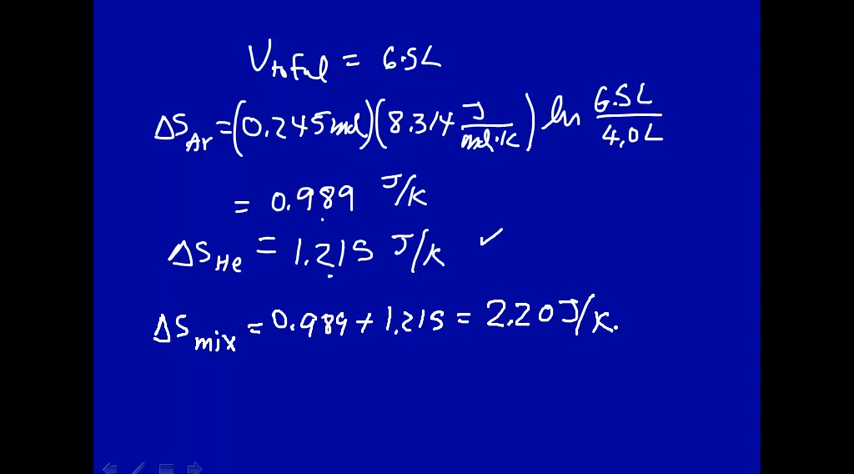 V_total = 6.5L
ΔS_Ar = (0.245 mol)(8.314 J/mol·K) ln 6.5L/4.0L
= 0.989 J/K
ΔS_He = 1.215 J/K ✓
ΔS_mix = 0.989 + 1.215 = 2.20 J/K.